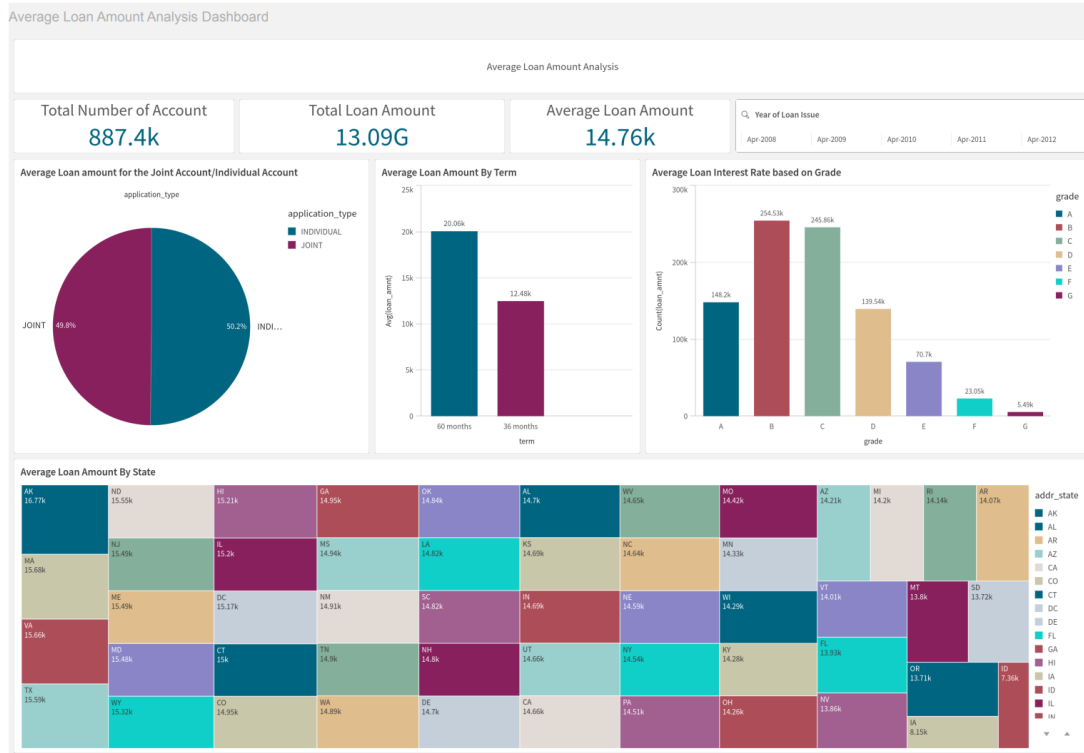 Average Loan Amount Analysis Dashboard
Average Loan Amount Analysis
Total Number of Account
887.4k
Total Loan Amount
13.09G
Average Loan Amount
14.76k
Year of Loan Issue
Apr-2008 Apr-2009 Apr-2010 Apr-2011 Apr-2012
Average Loan amount for the Joint Account/Individual Account
application_type
JOINT
49.8%
50.2%
INDI...
application_type
INDIVIDUAL
JOINT
Average Loan Amount By Term
Avg(loan_amnt)
25k
20k
15k
10k
5k
0
20.06k
12.48k
60 months 36 months
term
Average Loan Interest Rate based on Grade
Count(loan_amnt)
300k
200k
100k
0
148.2k
254.53k
245.86k
139.54k
70.7k
23.05k
5.49k
A B C D E F G
grade
grade
A
B
C
D
E
F
G
Average Loan Amount By State
AK
16.77k
MA
15.68k
VA
15.66k
TX
15.59k
ND
15.55k
NJ
15.49k
ME
15.49k
MD
15.48k
WY
15.32k
HI
15.21k
IL
15.2k
DC
15.17k
CT
15k
CO
14.95k
GA
14.95k
MS
14.94k
NM
14.91k
TN
14.9k
WA
14.89k
OK
14.84k
LA
14.82k
SC
14.82k
NH
14.8k
DE
14.7k
AL
14.7k
KS
14.69k
IN
14.69k
UT
14.66k
CA
14.66k
WV
14.65k
NC
14.64k
NE
14.59k
NY
14.54k
PA
14.51k
MO
14.42k
MN
14.33k
WI
14.29k
KY
14.28k
OH
14.26k
AZ
14.21k
MI
14.2k
RI
14.14k
AR
14.07k
VT
14.01k
FL
13.93k
NV
13.86k
MT
13.8k
SD
13.72k
OR
13.71k
IA
8.15k
ID
7.36k
addr_state
AK
AL
AR
AZ
CA
CO
CT
DC
DE
FL
GA
HI
IA
ID
IL
IN